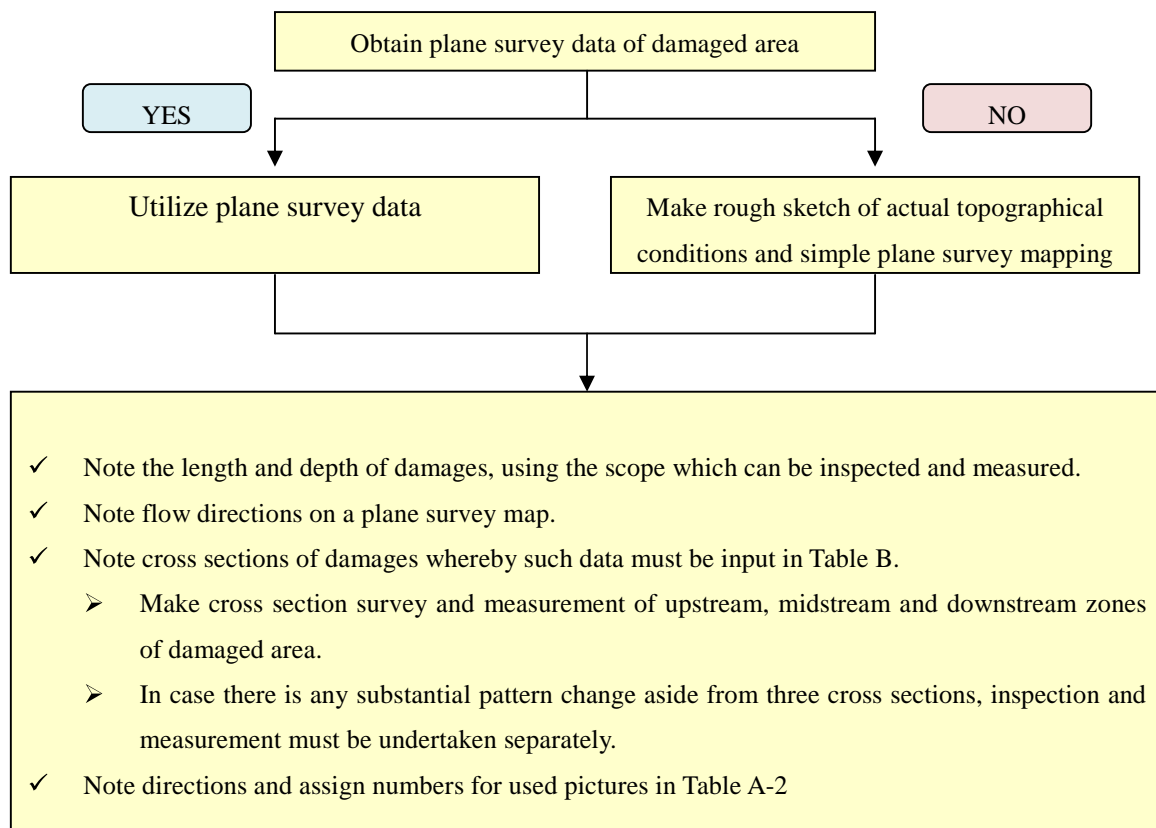 Obtain plane survey data of damaged area
YES
NO
Utilize plane survey data
Make rough sketch of actual topographical
conditions and simple plane survey mapping
✓ Note the length and depth of damages, using the scope which can be inspected and measured.
✓ Note flow directions on a plane survey map.
✓ Note cross sections of damages whereby such data must be input in Table B.
➢ Make cross section survey and measurement of upstream, midstream and downstream zones
of damaged area.
➢ In case there is any substantial pattern change aside from three cross sections, inspection and
measurement must be undertaken separately.
✓ Note directions and assign numbers for used pictures in Table A-2